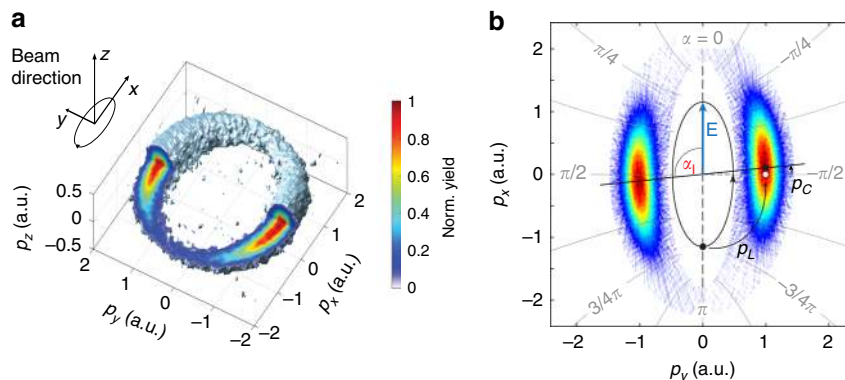 a
Beam
direction
z
x
y
0.5
0
−0.5
p_z (a.u.)
2
1
0
−1
−2
p_y (a.u.)
−2
−1
0
1
2
p_x (a.u.)
1
0.8
0.6
0.4
0.2
0
Norm. yield
b
2
1
0
−1
−2
p_x (a.u.)
−2
−1
0
1
2
p_y (a.u.)
α = 0
π/4
−π/4
π/2
−π/2
3/4π
−3/4π
π
E
α_I
p_C
p_L